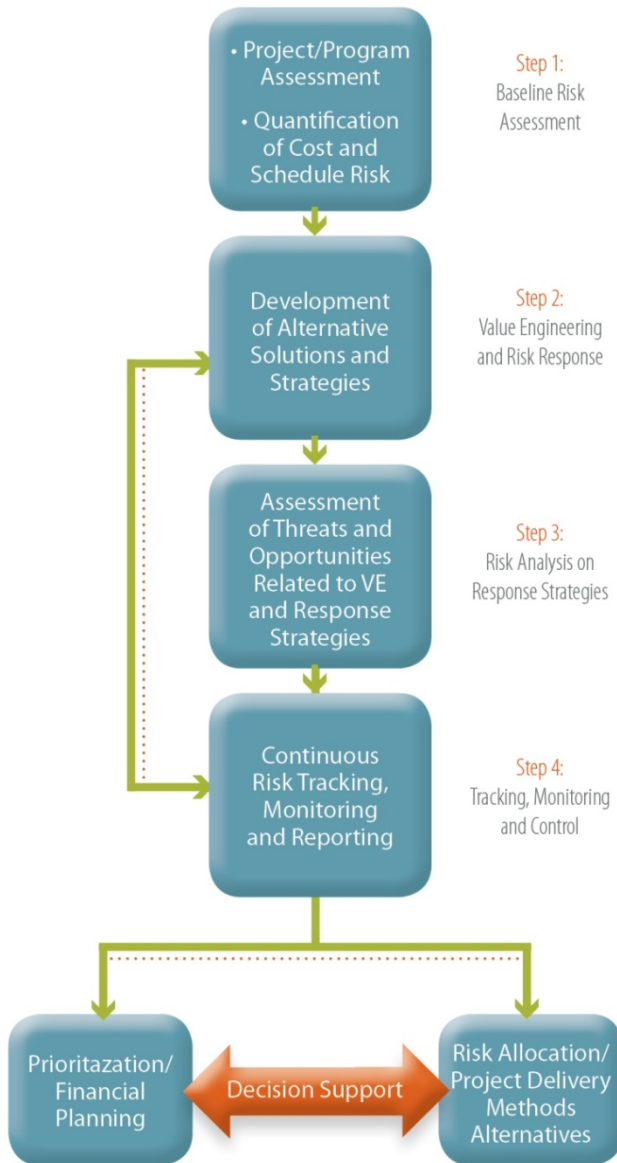 • Project/Program
Assessment
• Quantification
of Cost and
Schedule Risk
Step 1:
Baseline Risk
Assessment
Development
of Alternative
Solutions and
Strategies
Step 2:
Value Engineering
and Risk Response
Assessment
of Threats and
Opportunities
Related to VE
and Response
Strategies
Step 3:
Risk Analysis on
Response Strategies
Continuous
Risk Tracking,
Monitoring
and Reporting
Step 4:
Tracking, Monitoring
and Control
Prioritazation/
Financial
Planning
Decision Support
Risk Allocation/
Project Delivery
Methods
Alternatives